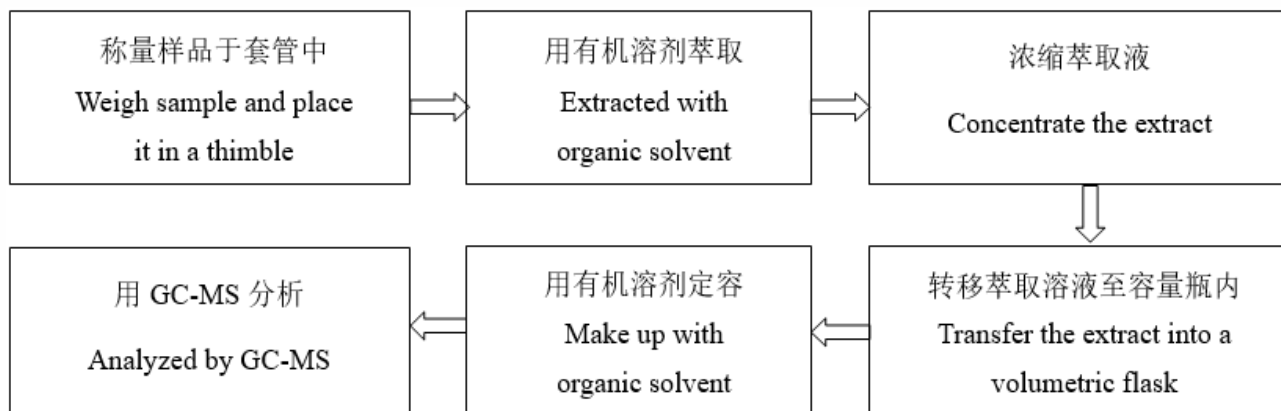 称量样品于套管中
Weigh sample and place
it in a thimble
用有机溶剂萃取
Extracted with
organic solvent
浓缩萃取液
Concentrate the extract
转移萃取溶液至容量瓶内
Transfer the extract into a
volumetric flask
用有机溶剂定容
Make up with
organic solvent
用 GC-MS 分析
Analyzed by GC-MS